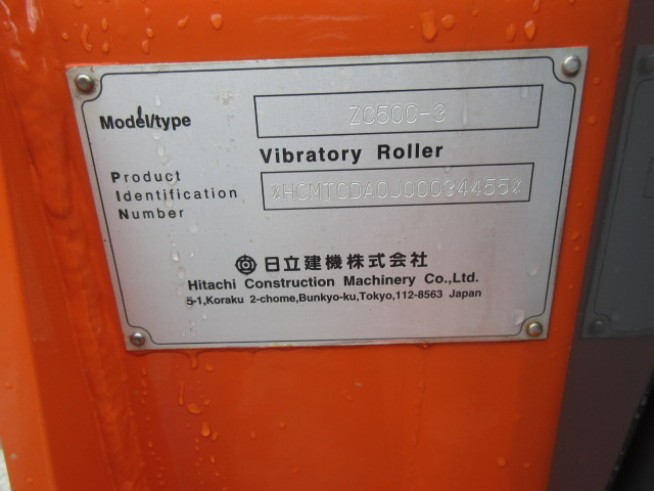 Model/type
ZC50C-3
Vibratory Roller
Product
Identification
Number
*HCMTCDA0J00034455*
日立建機株式会社
Hitachi Construction Machinery Co.,Ltd.
5-1,Koraku 2-chome,Bunkyo-ku,Tokyo,112-8563 Japan